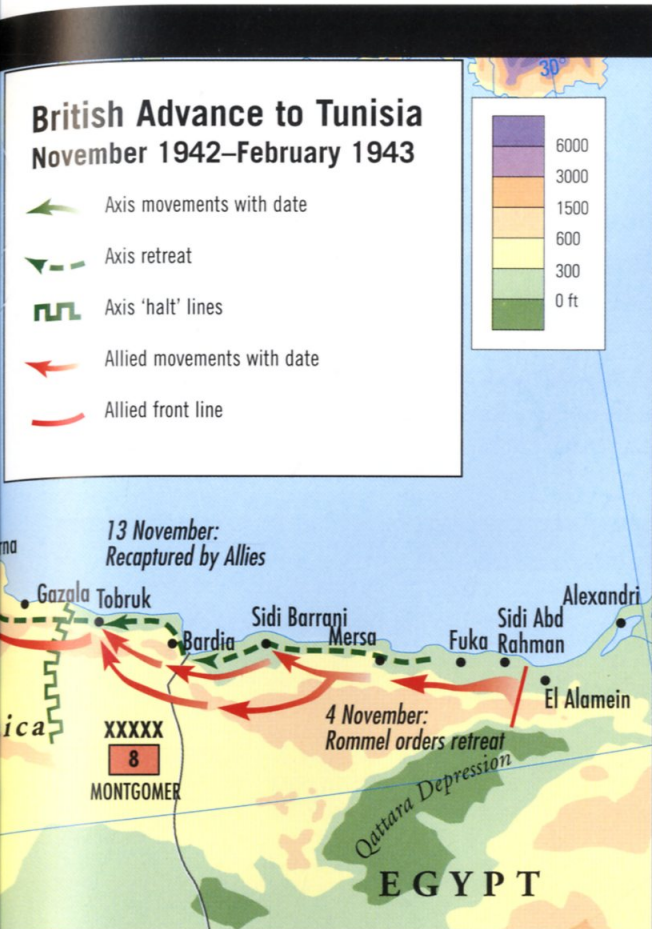 30°
British Advance to Tunisia
November 1942–February 1943
Axis movements with date
Axis retreat
Axis 'halt' lines
Allied movements with date
Allied front line
6000
3000
1500
600
300
0 ft
13 November:
Recaptured by Allies
rna
Gazala
Tobruk
Bardia
Sidi Barrani
Mersa
Fuka
Sidi Abd
Rahman
Alexandri
El Alamein
4 November:
Rommel orders retreat
ica
XXXXX
8
MONTGOMER
Qattara Depression
EGYPT